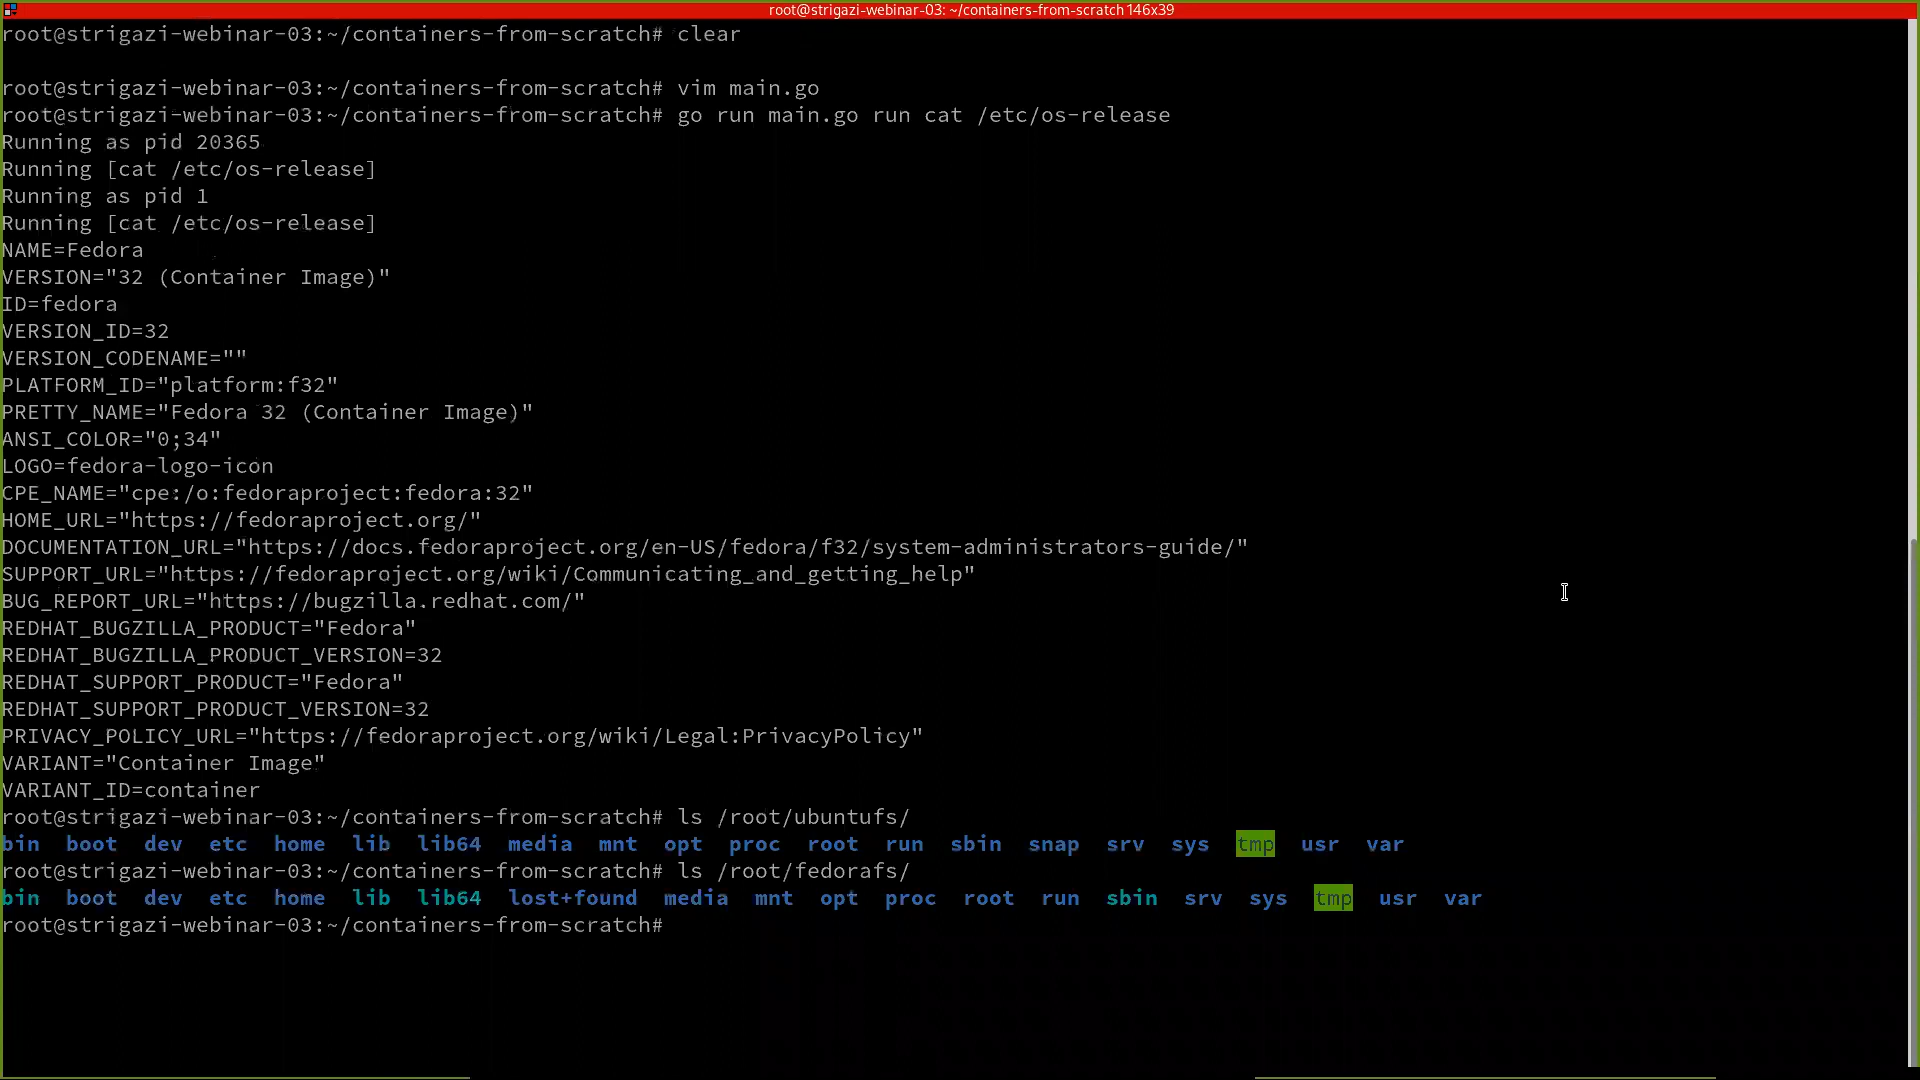 root@strigazi-webinar-03: ~/containers-from-scratch 146x39
root@strigazi-webinar-03:~/containers-from-scratch# clear
root@strigazi-webinar-03:~/containers-from-scratch# vim main.go
root@strigazi-webinar-03:~/containers-from-scratch# go run main.go run cat /etc/os-release
Running as pid 20365
Running [cat /etc/os-release]
Running as pid 1
Running [cat /etc/os-release]
NAME=Fedora
VERSION="32 (Container Image)"
ID=fedora
VERSION_ID=32
VERSION_CODENAME=""
PLATFORM_ID="platform:f32"
PRETTY_NAME="Fedora 32 (Container Image)"
ANSI_COLOR="0;34"
LOGO=fedora-logo-icon
CPE_NAME="cpe:/o:fedoraproject:fedora:32"
HOME_URL="https://fedoraproject.org/"
DOCUMENTATION_URL="https://docs.fedoraproject.org/en-US/fedora/f32/system-administrators-guide/"
SUPPORT_URL="https://fedoraproject.org/wiki/Communicating_and_getting_help"
BUG_REPORT_URL="https://bugzilla.redhat.com/"
REDHAT_BUGZILLA_PRODUCT="Fedora"
REDHAT_BUGZILLA_PRODUCT_VERSION=32
REDHAT_SUPPORT_PRODUCT="Fedora"
REDHAT_SUPPORT_PRODUCT_VERSION=32
PRIVACY_POLICY_URL="https://fedoraproject.org/wiki/Legal:PrivacyPolicy"
VARIANT="Container Image"
VARIANT_ID=container
root@strigazi-webinar-03:~/containers-from-scratch# ls /root/ubuntufs/
bin boot dev etc home lib lib64 media mnt opt proc root run sbin snap srv sys tmp usr var
root@strigazi-webinar-03:~/containers-from-scratch# ls /root/fedorafs/
bin boot dev etc home lib lib64 lost+found media mnt opt proc root run sbin srv sys tmp usr var
root@strigazi-webinar-03:~/containers-from-scratch#